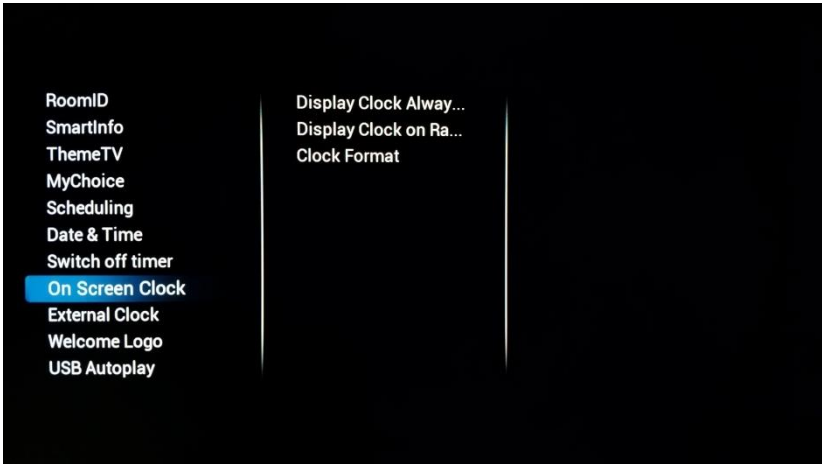 RoomID
SmartInfo
ThemeTV
MyChoice
Scheduling
Date & Time
Switch off timer
On Screen Clock
External Clock
Welcome Logo
USB Autoplay
Display Clock Alway...
Display Clock on Ra...
Clock Format